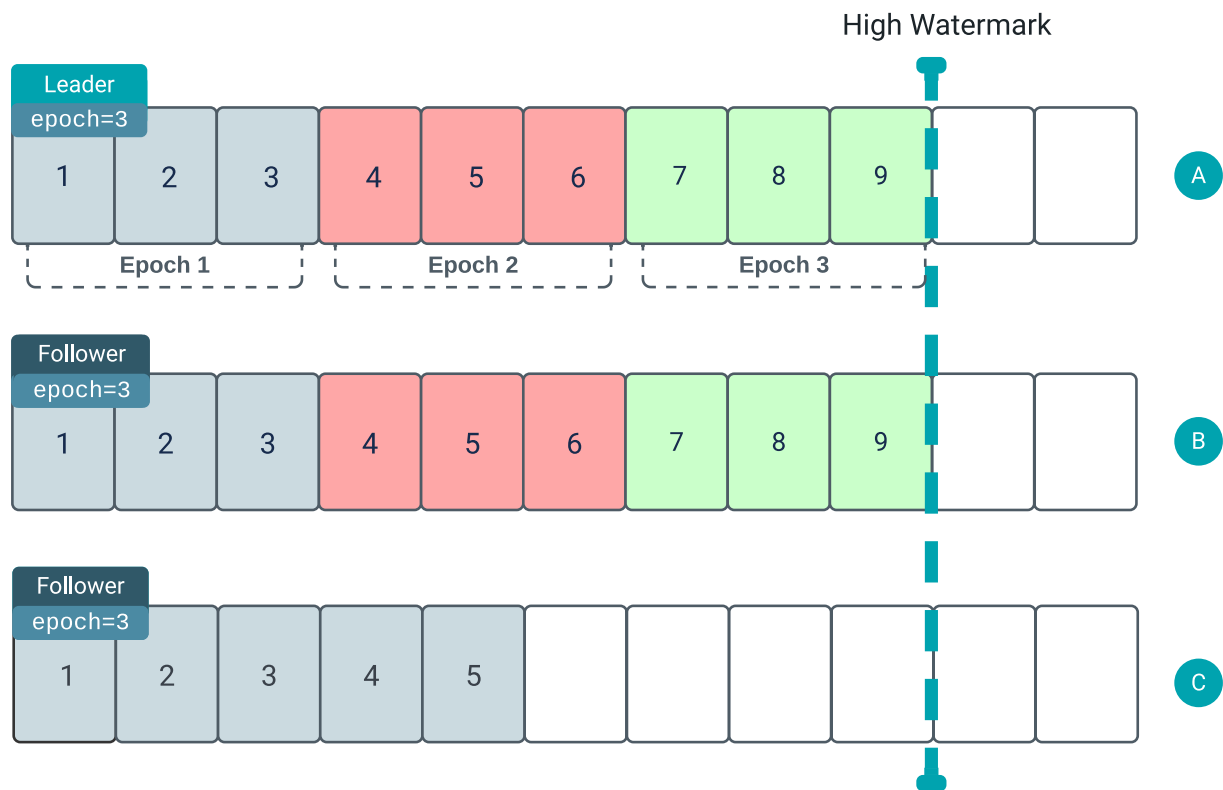 High Watermark
Leader
epoch=3
1 2 3 4 5 6 7 8 9
A
Epoch 1 Epoch 2 Epoch 3
Follower
epoch=3
1 2 3 4 5 6 7 8 9
B
Follower
epoch=3
1 2 3 4 5
C